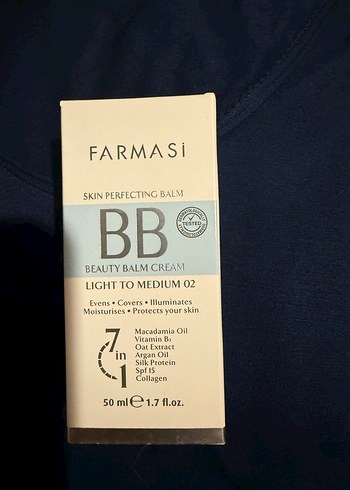 FARMASi
SKIN PERFECTING BALM
BB
TESTED
BEAUTY BALM CREAM
LIGHT TO MEDIUM 02
Evens • Covers • Illuminates
Moisturises • Protects your skin
7 in 1
Macadamia Oil
Vitamin B5
Oat Extract
Argan Oil
Silk Protein
Spf 15
Collagen
50 ml ℮ 1.7 fl.oz.